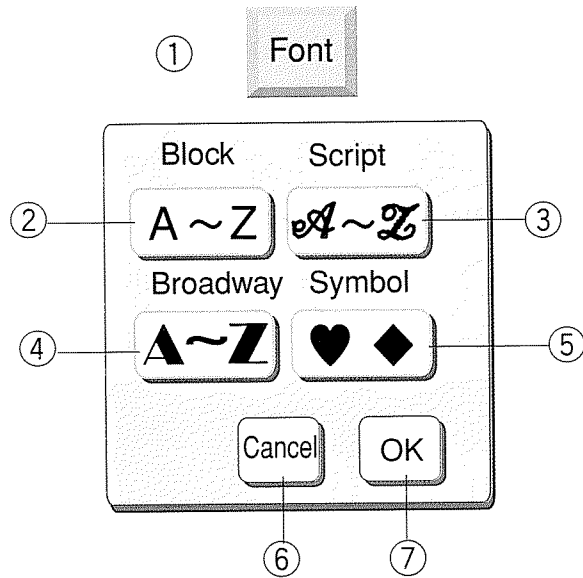 ① Font
Block Script
② A ~ Z A ~ Z ③
Broadway Symbol
④ A ~ Z ♥ ◆ ⑤
Cancel OK
⑥ ⑦